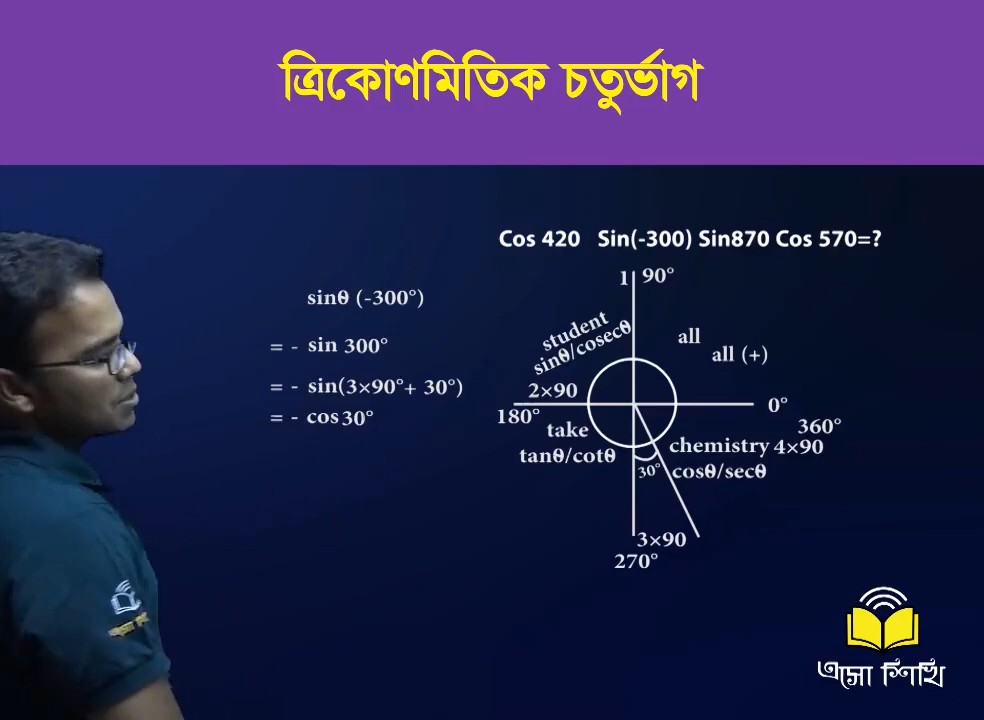 ত্রিকোণমিতিক চতুর্ভাগ
Cos 420 Sin(-300) Sin870 Cos 570=?
sinθ (-300°)
= - sin 300°
= - sin(3×90°+ 30°)
= - cos30°
1 90°
student
sinθ/cosecθ
all
all (+)
2×90
180°
0°
360°
4×90
take
tanθ/cotθ
chemistry
cosθ/secθ
30°
3×90
270°
এসো শিখি